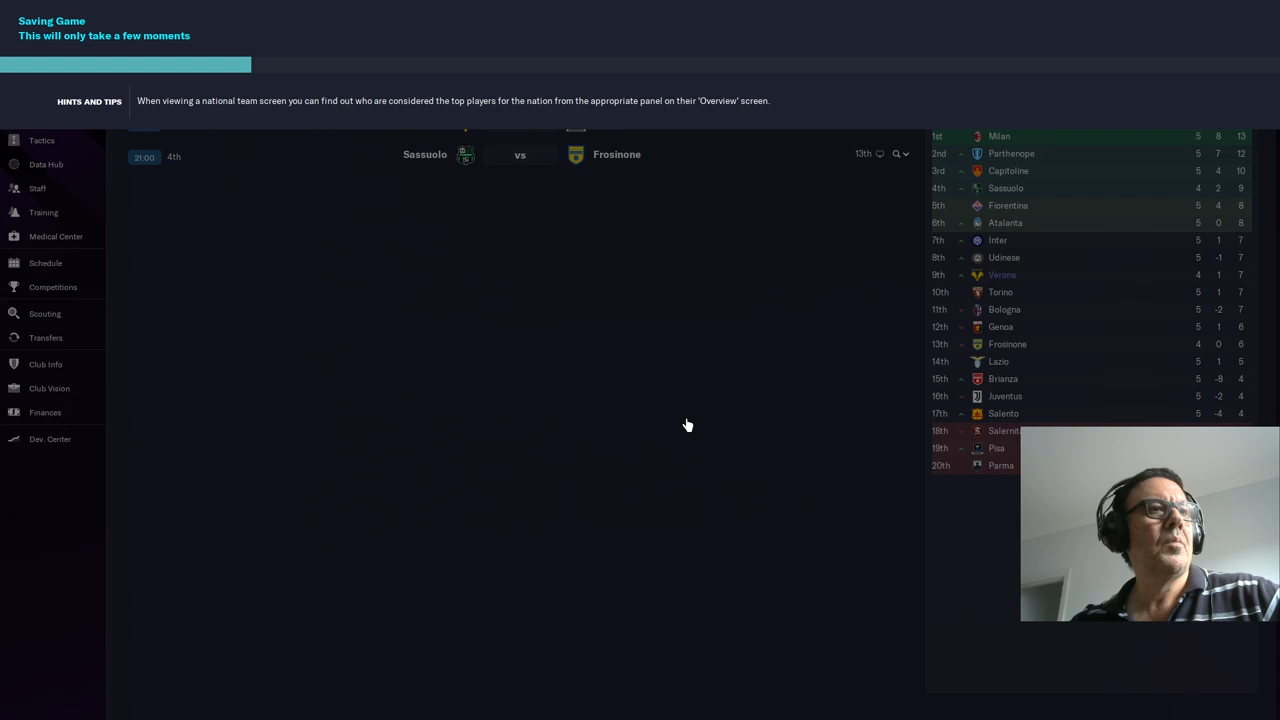 Saving Game
This will only take a few moments
HINTS AND TIPS
When viewing a national team screen you can find out who are considered the top players for the nation from the appropriate panel on their 'Overview' screen.
Tactics
Data Hub
Staff
Training
Medical Center
Schedule
Competitions
Scouting
Transfers
Club Info
Club Vision
Finances
Dev. Center
21:00 4th Sassuolo vs Frosinone 13th
1st Milan 5 8 13
2nd Parthenope 5 7 12
3rd Capitoline 5 4 10
4th Sassuolo 4 2 9
5th Fiorentina 5 4 8
6th Atalanta 5 0 8
7th Inter 5 1 7
8th Udinese 5 -1 7
9th Verona 4 1 7
10th Torino 5 1 7
11th Bologna 5 -2 7
12th Genoa 5 1 6
13th Frosinone 4 0 6
14th Lazio 5 1 5
15th Brianza 5 -8 4
16th Juventus 5 -2 4
17th Salento 5 -4 4
18th
19th Pisa
20th Parma